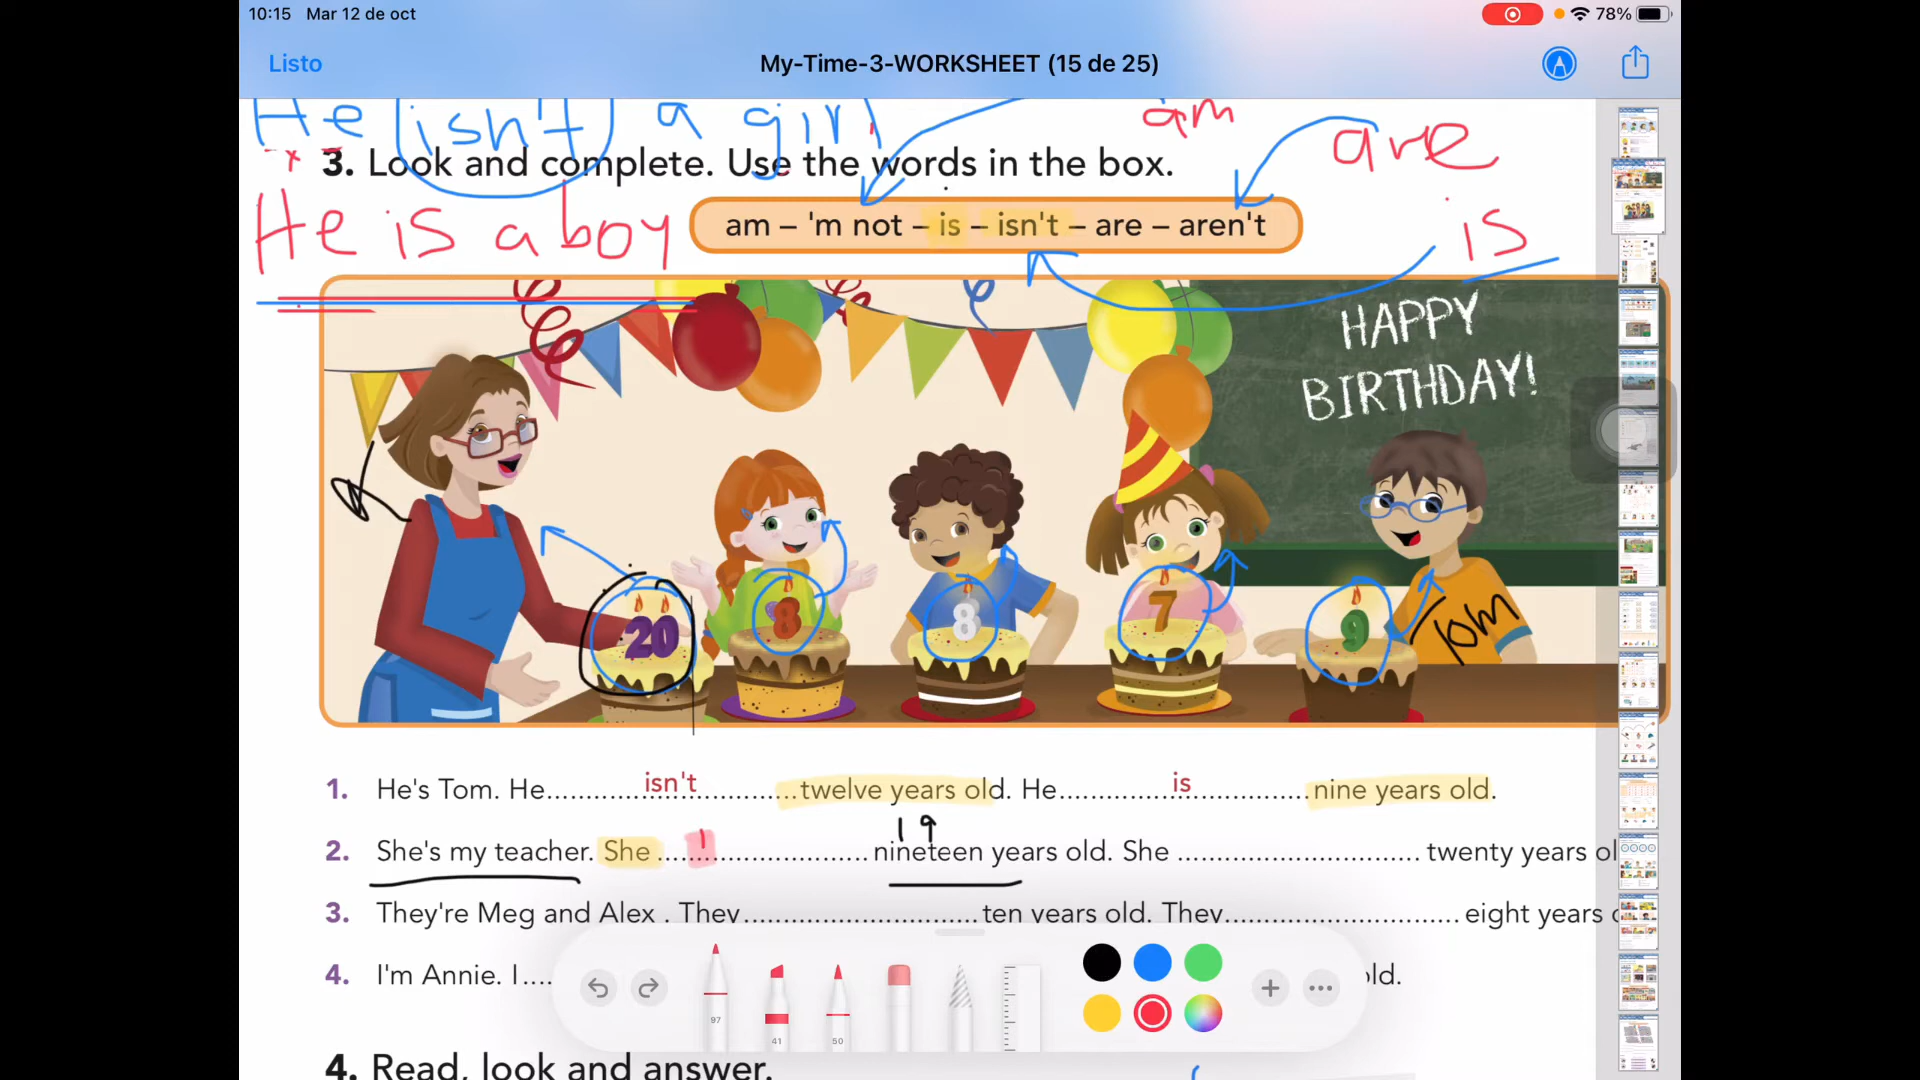 10:15 Mar 12 de oct 78%
Listo My-Time-3-WORKSHEET (15 de 25)
He isn't a girl
am
are
3. Look and complete. Use the words in the box.
He is a boy
am – 'm not – is – isn't – are – aren't
is
HAPPY
BIRTHDAY!
20 8 8 7 9 Tom
1. He's Tom. He isn't twelve years old. He is nine years old.
19
2. She's my teacher. She nineteen years old. She twenty years ol
3. They're Meg and Alex . They ten years old. They eight years
4. I'm Annie. I old.
97 41 50
4. Read, look and answer.